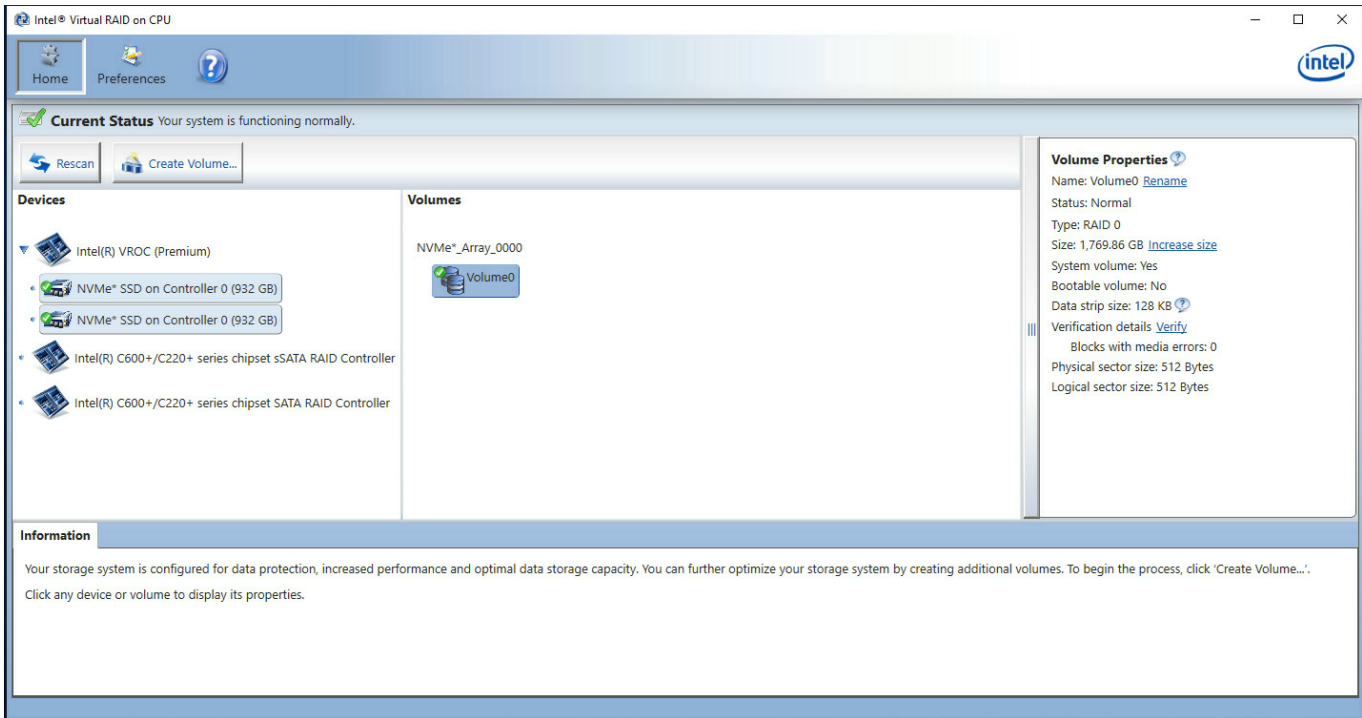 Intel® Virtual RAID on CPU
Home
Preferences
?
intel
Current Status Your system is functioning normally.
Rescan
Create Volume...
Devices
Intel(R) VROC (Premium)
NVMe* SSD on Controller 0 (932 GB)
NVMe* SSD on Controller 0 (932 GB)
Intel(R) C600+/C220+ series chipset sSATA RAID Controller
Intel(R) C600+/C220+ series chipset SATA RAID Controller
Volumes
NVMe*_Array_0000
Volume0
Volume Properties ?
Name: Volume0 Rename
Status: Normal
Type: RAID 0
Size: 1,769.86 GB Increase size
System volume: Yes
Bootable volume: No
Data strip size: 128 KB ?
Verification details Verify
Blocks with media errors: 0
Physical sector size: 512 Bytes
Logical sector size: 512 Bytes
Information
Your storage system is configured for data protection, increased performance and optimal data storage capacity. You can further optimize your storage system by creating additional volumes. To begin the process, click 'Create Volume...'.
Click any device or volume to display its properties.